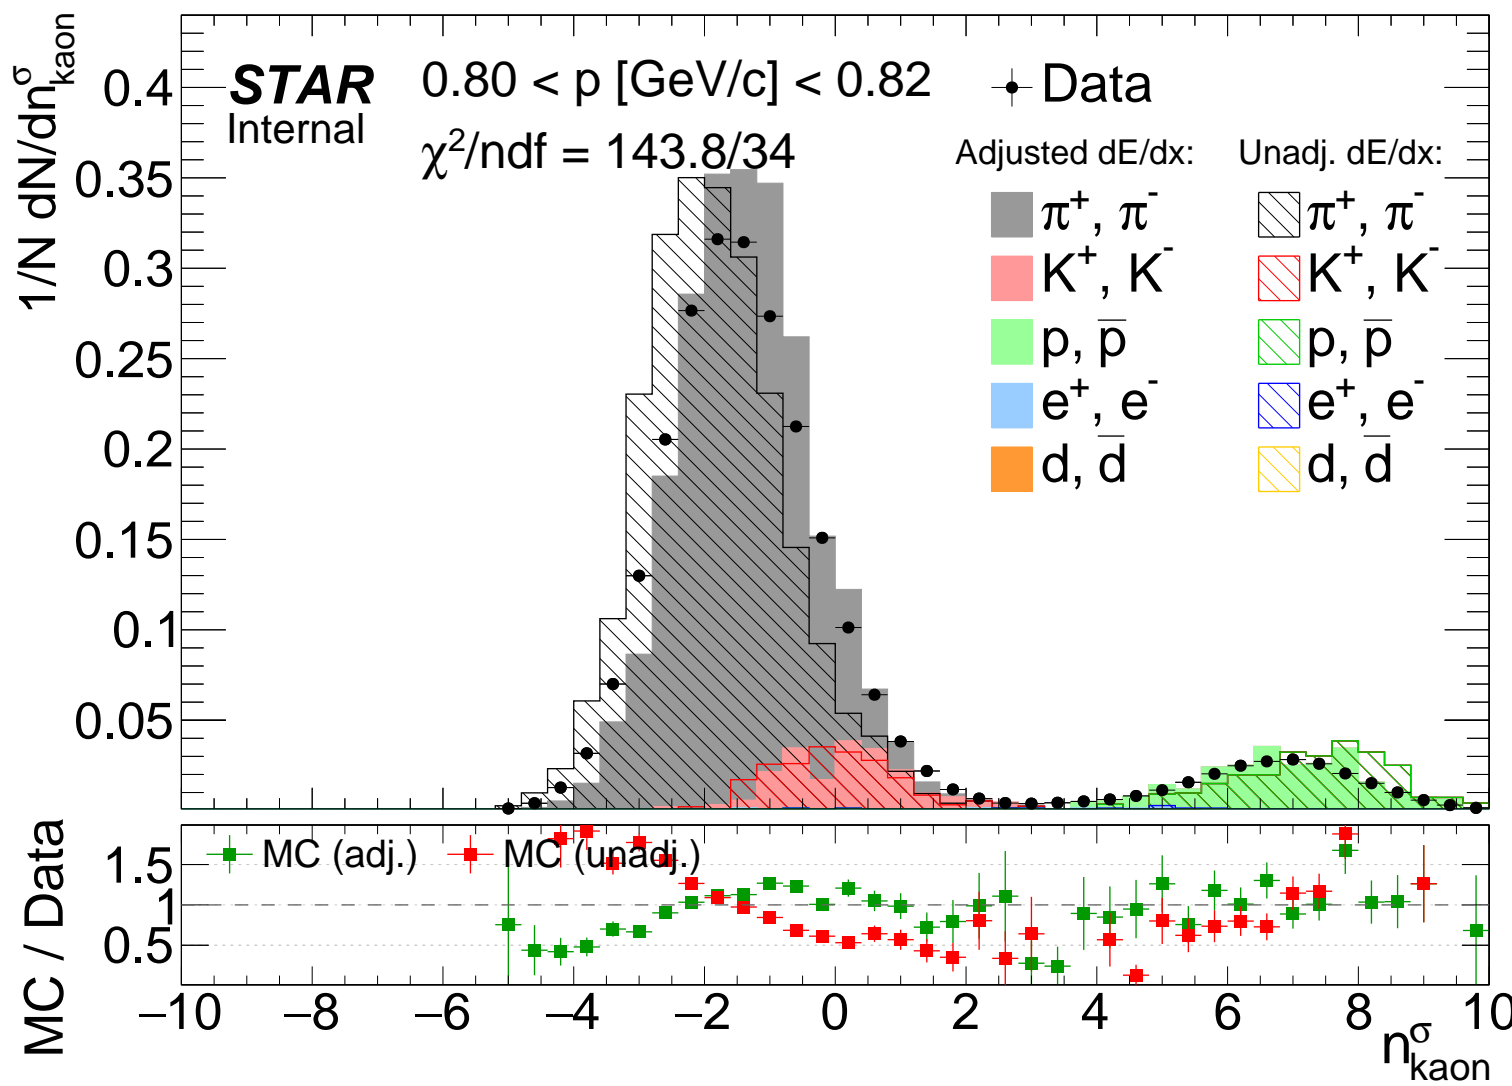 1/N dN/dn^σ_kaon
STAR
Internal
0.80 < p [GeV/c] < 0.82
χ²/ndf = 143.8/34
Data
Adjusted dE/dx: Unadj. dE/dx:
π⁺, π⁻ π⁺, π⁻
K⁺, K⁻ K⁺, K⁻
p, p̅ p, p̅
e⁺, e⁻ e⁺, e⁻
d, d̅ d, d̅
0.4
0.35
0.3
0.25
0.2
0.15
0.1
0.05
MC / Data
MC (adj.) MC (unadj.)
1.5
1
0.5
−10 −8 −6 −4 −2 0 2 4 6 8 10
n^σ_kaon